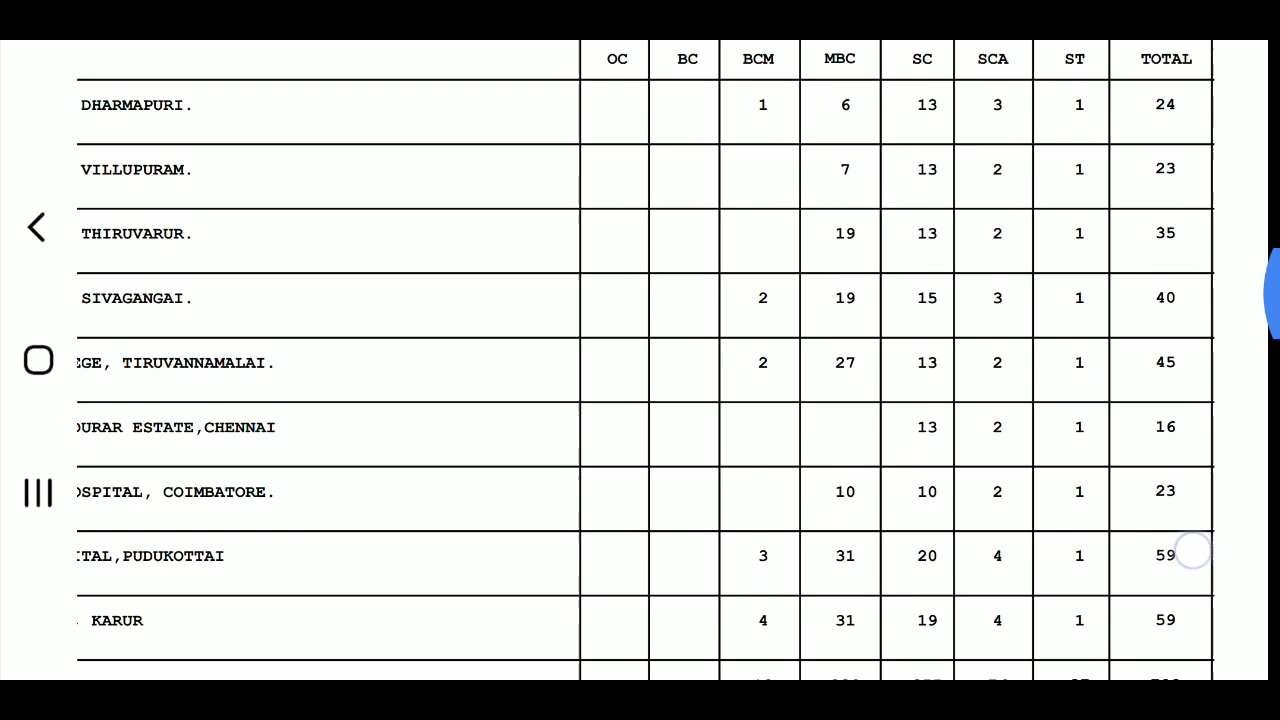 OC BC BCM MBC SC SCA ST TOTAL
DHARMAPURI. 1 6 13 3 1 24
VILLUPURAM. 7 13 2 1 23
THIRUVARUR. 19 13 2 1 35
SIVAGANGAI. 2 19 15 3 1 40
EGE, TIRUVANNAMALAI. 2 27 13 2 1 45
OURAR ESTATE,CHENNAI 13 2 1 16
OSPITAL, COIMBATORE. 10 10 2 1 23
ITAL,PUDUKOTTAI 3 31 20 4 1 59
KARUR 4 31 19 4 1 59